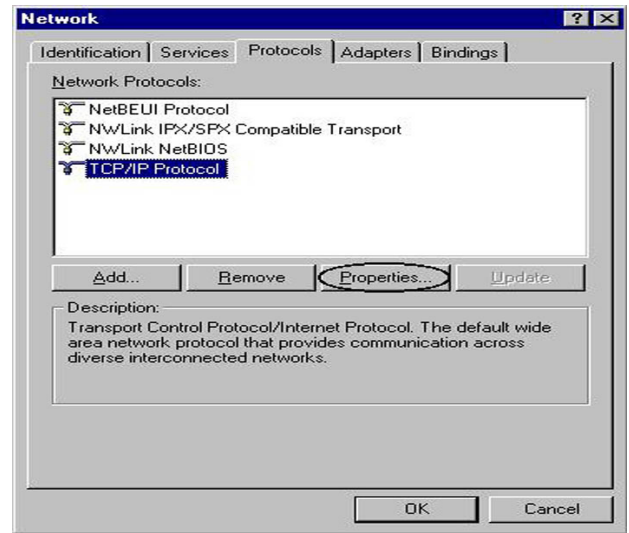 Network
Identification Services Protocols Adapters Bindings
Network Protocols:
NetBEUI Protocol
NWLink IPX/SPX Compatible Transport
NWLink NetBIOS
TCP/IP Protocol
Add... Remove Properties... Update
Description:
Transport Control Protocol/Internet Protocol. The default wide
area network protocol that provides communication across
diverse interconnected networks.
OK Cancel